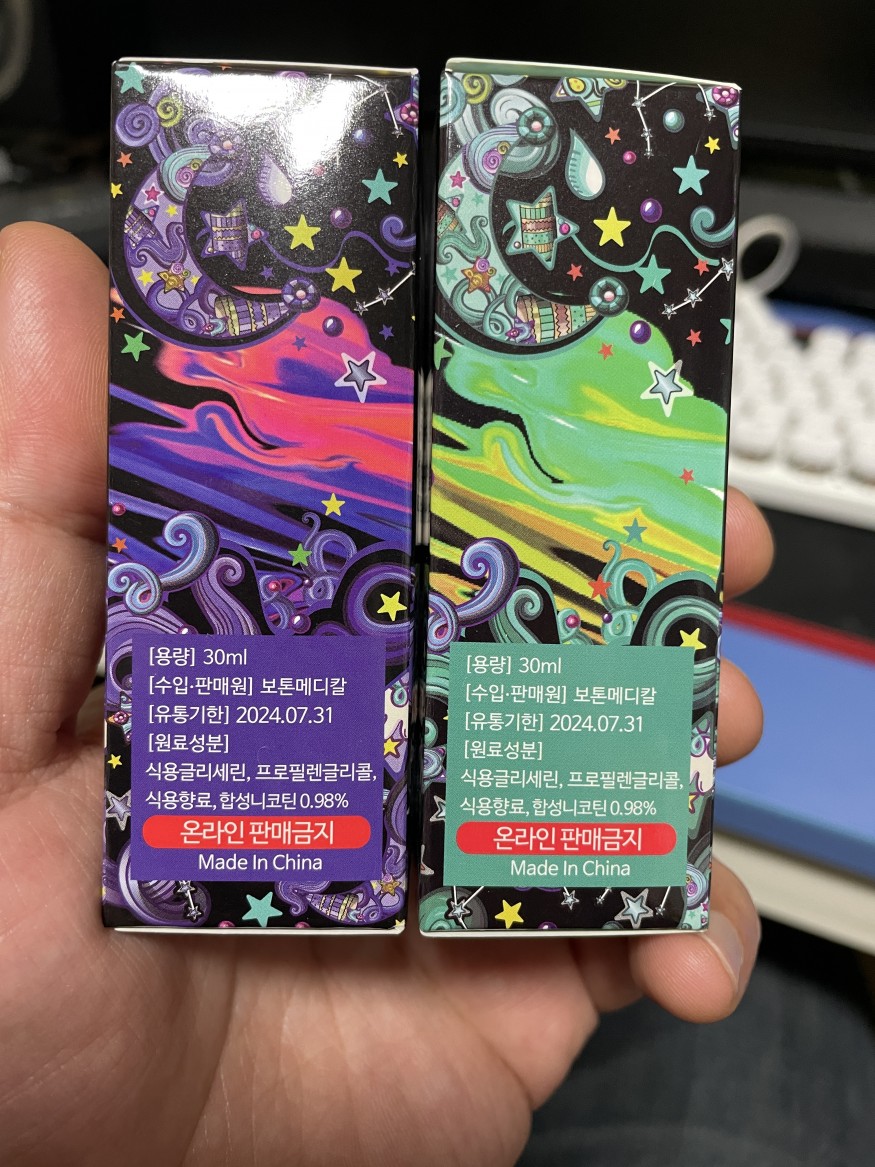 [용량] 30ml
[수입·판매원] 보톤메디칼
[유통기한] 2024.07.31
[원료성분]
식용글리세린, 프로필렌글리콜,
식용향료, 합성니코틴 0.98%
온라인 판매금지
Made In China
[용량] 30ml
[수입·판매원] 보톤메디칼
[유통기한] 2024.07.31
[원료성분]
식용글리세린, 프로필렌글리콜,
식용향료, 합성니코틴 0.98%
온라인 판매금지
Made In China